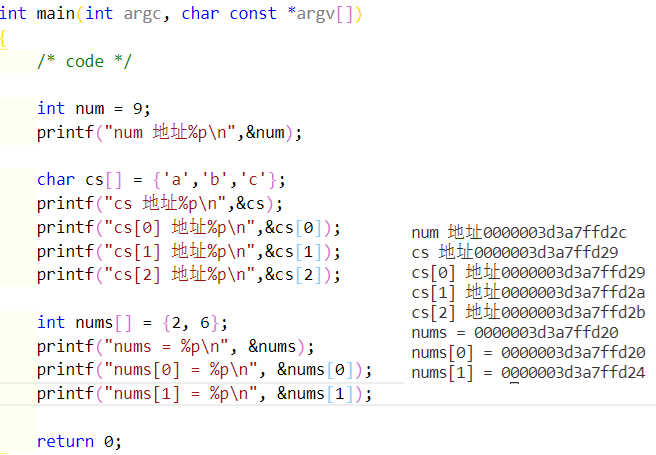 int main(int argc, char const *argv[])
{
/* code */
int num = 9;
printf("num 地址%p\n",&num);
char cs[] = {'a','b','c'};
printf("cs 地址%p\n",&cs);
printf("cs[0] 地址%p\n",&cs[0]);
printf("cs[1] 地址%p\n",&cs[1]);
printf("cs[2] 地址%p\n",&cs[2]);
int nums[] = {2, 6};
printf("nums = %p\n", &nums);
printf("nums[0] = %p\n", &nums[0]);
printf("nums[1] = %p\n", &nums[1]);
return 0;
num 地址0000003d3a7ffd2c
cs 地址0000003d3a7ffd29
cs[0] 地址0000003d3a7ffd29
cs[1] 地址0000003d3a7ffd2a
cs[2] 地址0000003d3a7ffd2b
nums = 0000003d3a7ffd20
nums[0] = 0000003d3a7ffd20
nums[1] = 0000003d3a7ffd24